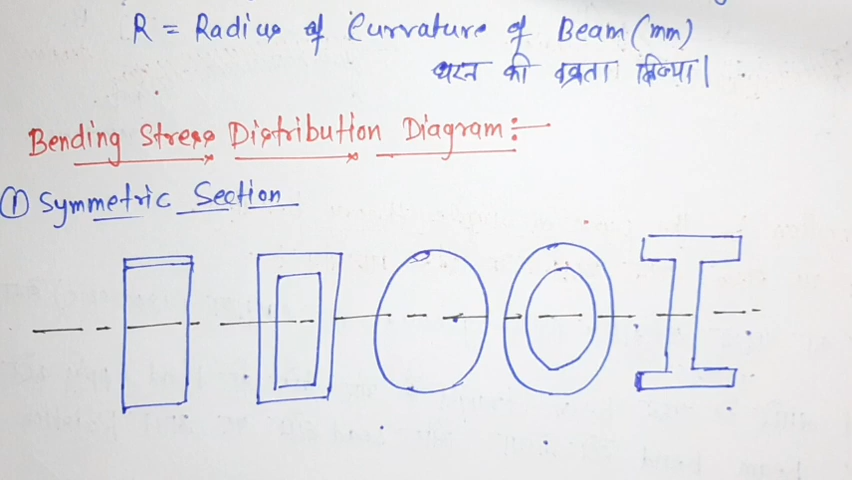 R = Radius of Curvature of Beam (mm)
धरन की वक्रता त्रिज्या।
Bending Stress Distribution Diagram:-
① Symmetric Section